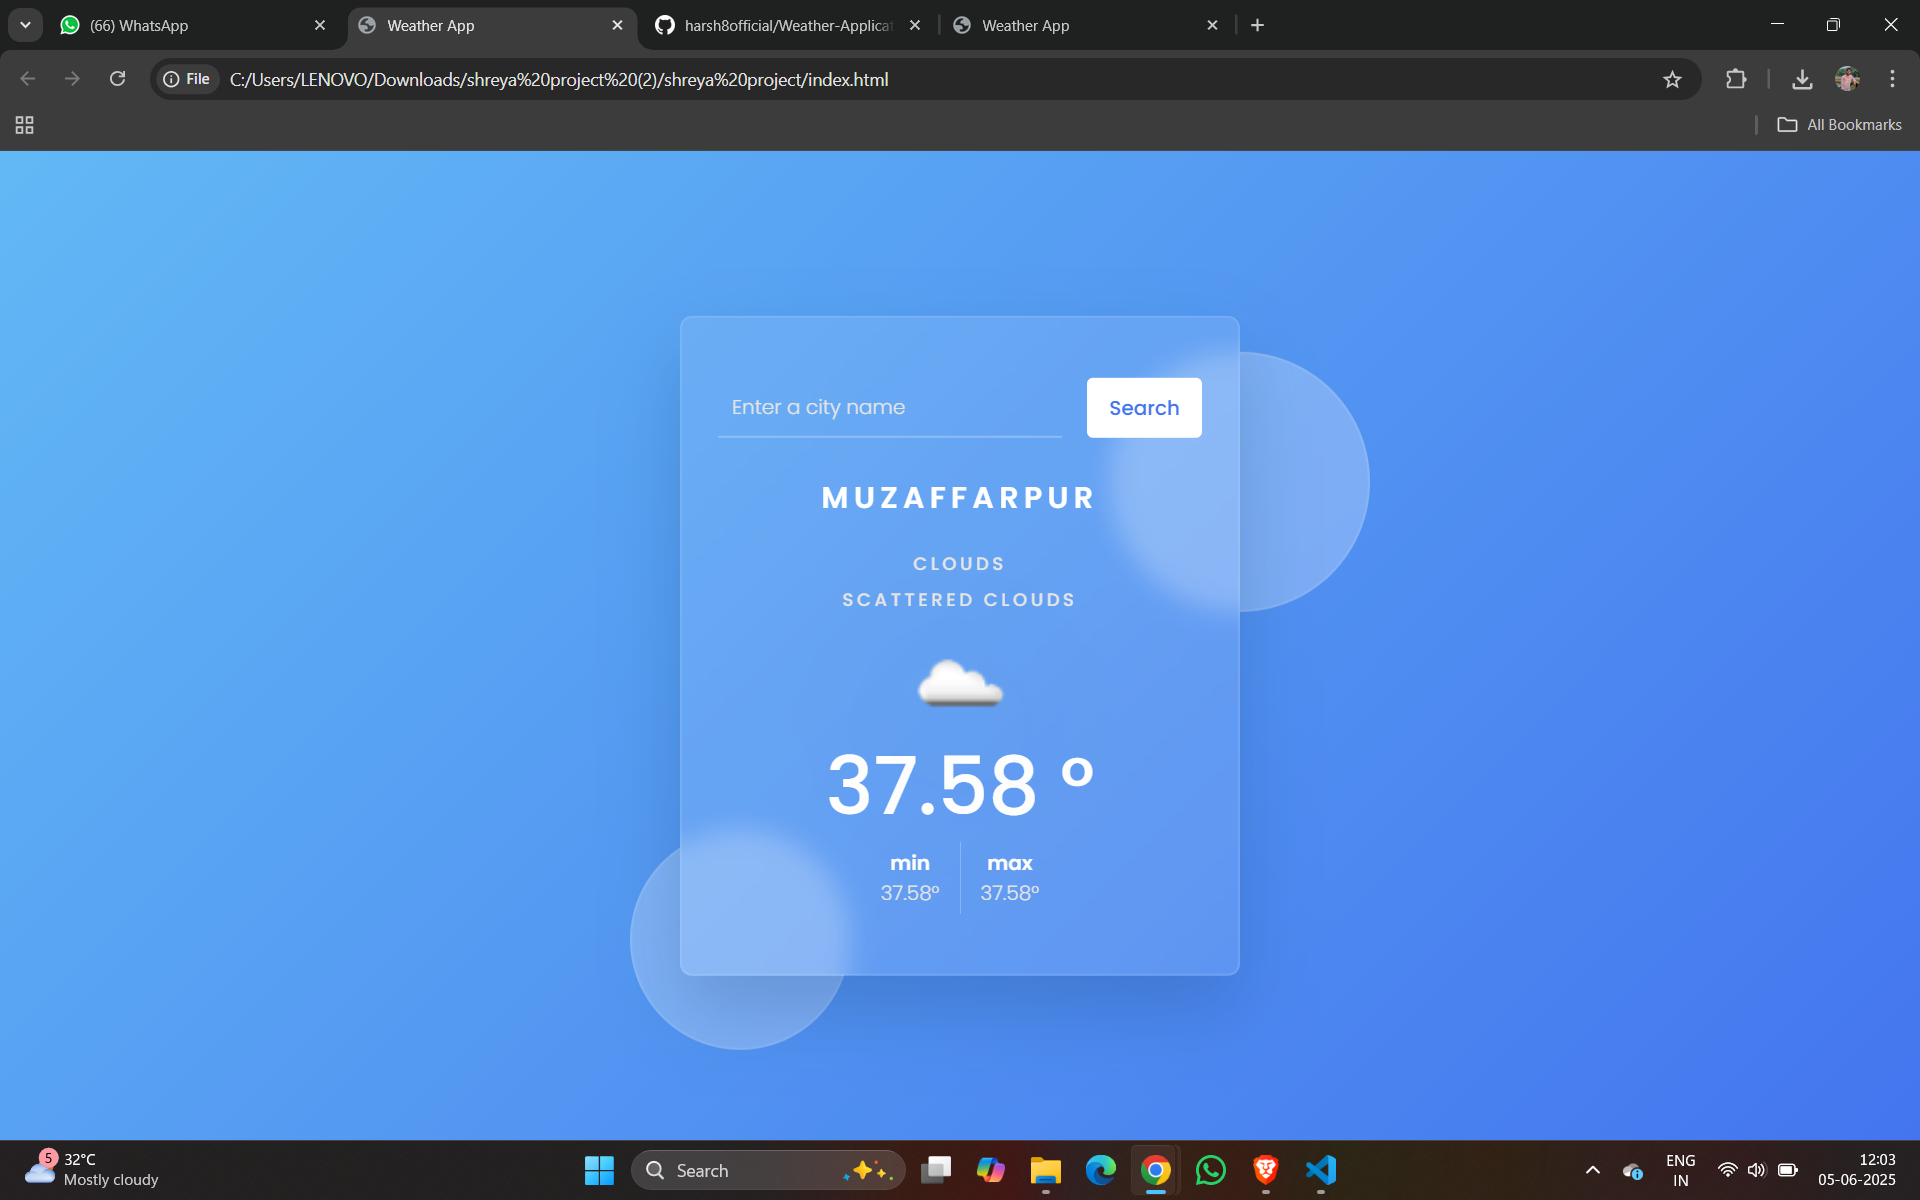 (66) WhatsApp
Weather App
harsh8official/Weather-Applicat
Weather App
File
C:/Users/LENOVO/Downloads/shreya%20project%20(2)/shreya%20project/index.html
All Bookmarks
Enter a city name
Search
MUZAFFARPUR
CLOUDS
SCATTERED CLOUDS
37.58 °
min max
37.58° 37.58°
5
32°C
Mostly cloudy
Search
ENG
IN
12:03
05-06-2025